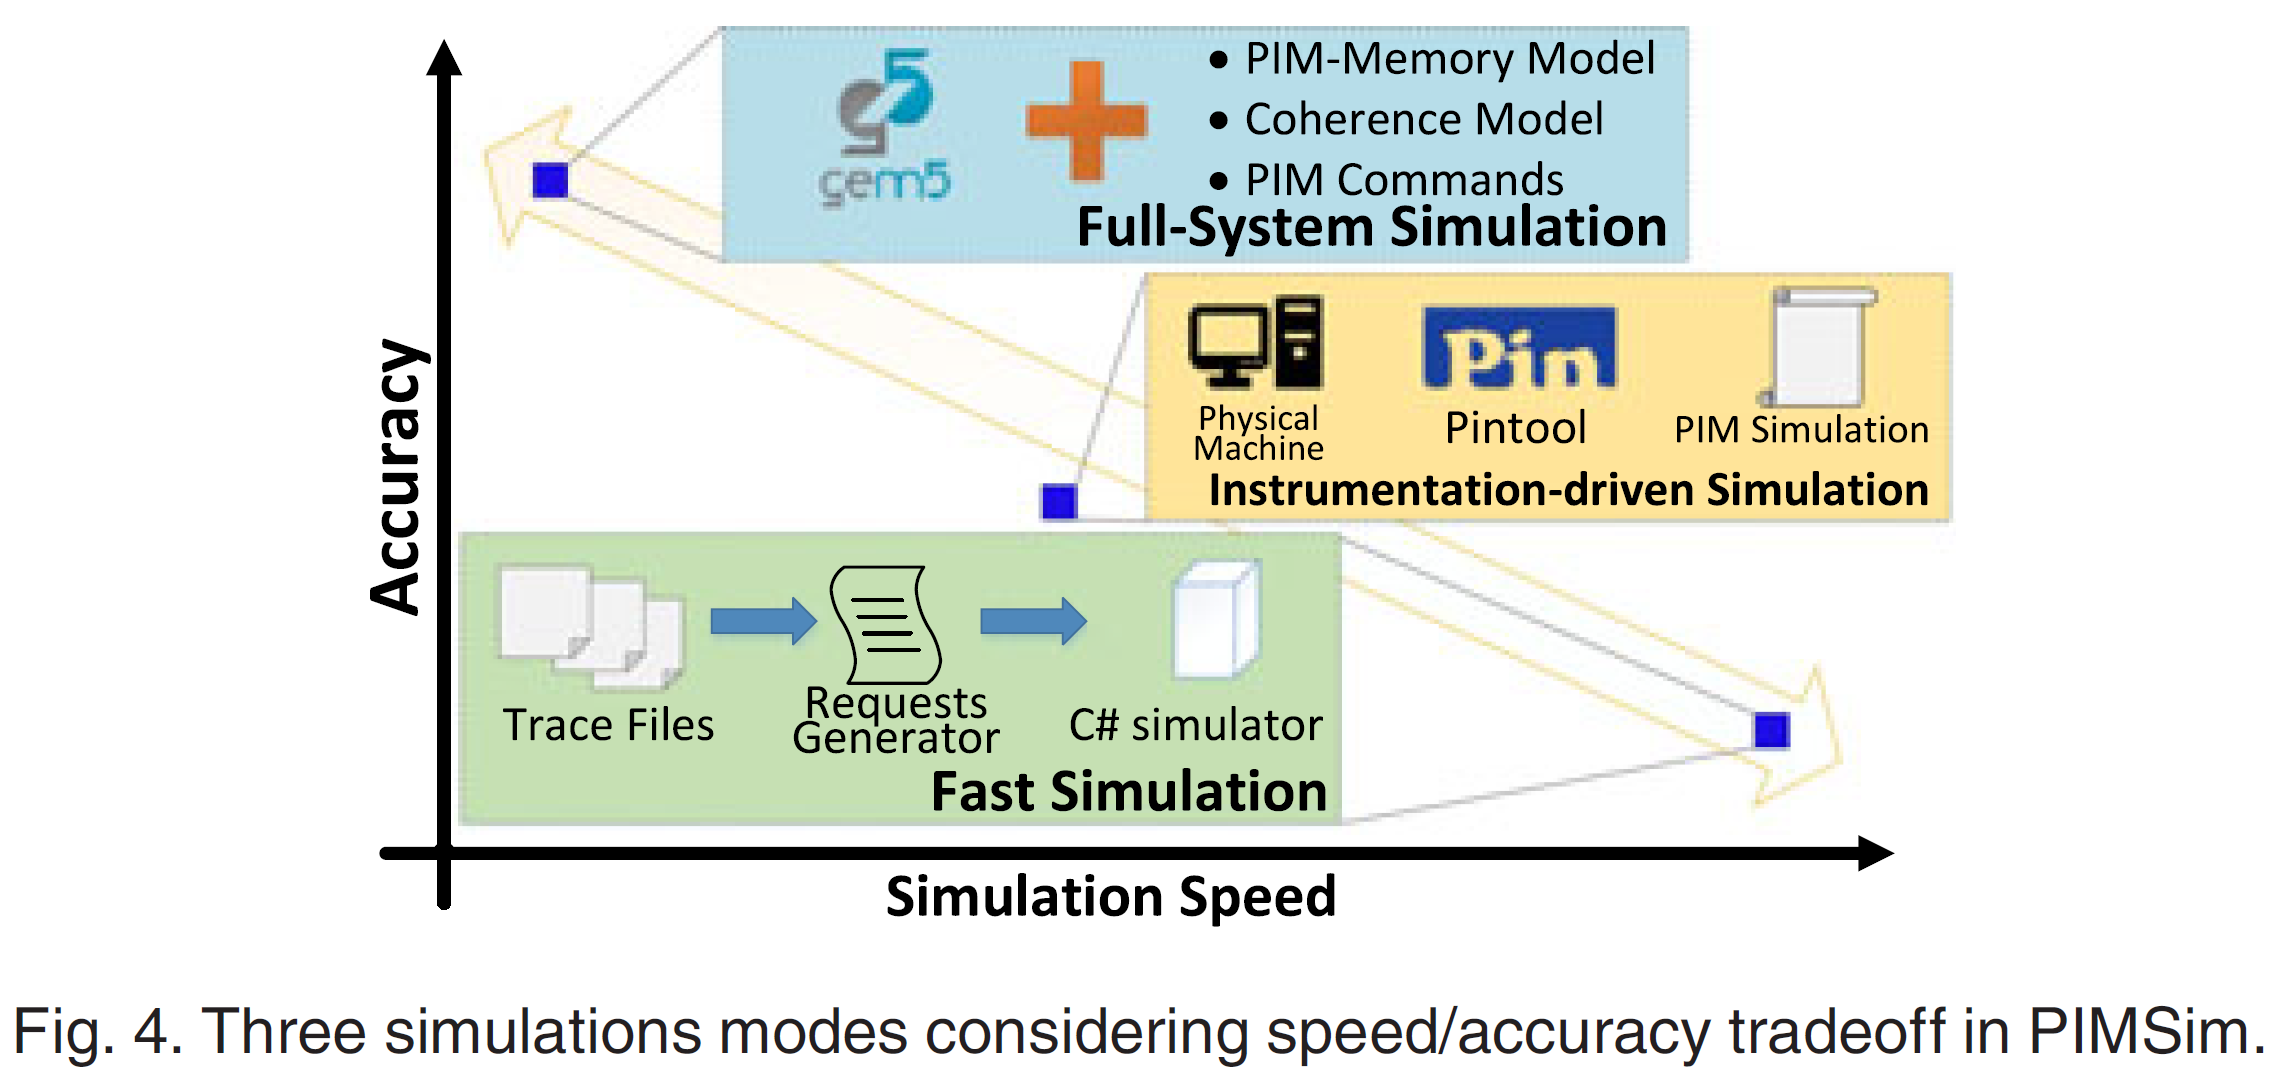 g5
gem5
• PIM-Memory Model
• Coherence Model
• PIM Commands
Full-System Simulation
Accuracy
Pin
Physical
Machine
Pintool
PIM Simulation
Instrumentation-driven Simulation
Trace Files
Requests
Generator
C# simulator
Fast Simulation
Simulation Speed
Fig. 4. Three simulations modes considering speed/accuracy tradeoff in PIMSim.